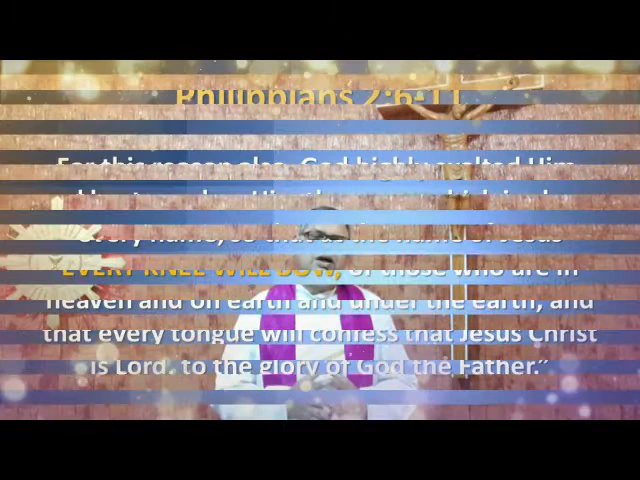 Philippians 2:6-11
For this reason also, God highly exalted Him,
every name, so that at the name of Jesus
EVERY KNEE WILL BOW, of those who are in
heaven and on earth and under the earth, and
that every tongue will confess that Jesus Christ
is Lord, to the glory of God the Father.”